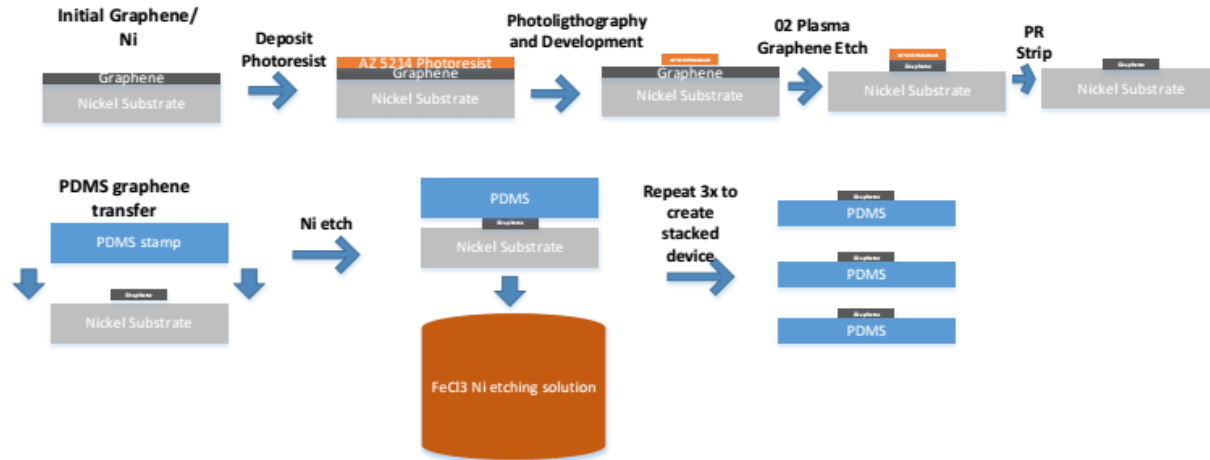 Initial Graphene/
Ni
Graphene
Nickel Substrate
Deposit
Photoresist
AZ 5214 Photoresist
Graphene
Nickel Substrate
Photoligthography
and Development
Graphene
Nickel Substrate
02 Plasma
Graphene Etch
Graphene
Nickel Substrate
PR
Strip
Graphene
Nickel Substrate
PDMS graphene
transfer
PDMS stamp
Graphene
Nickel Substrate
Ni etch
PDMS
Graphene
Nickel Substrate
FeCl3 Ni etching solution
Repeat 3x to
create
stacked
device
Graphene
PDMS
Graphene
PDMS
Graphene
PDMS